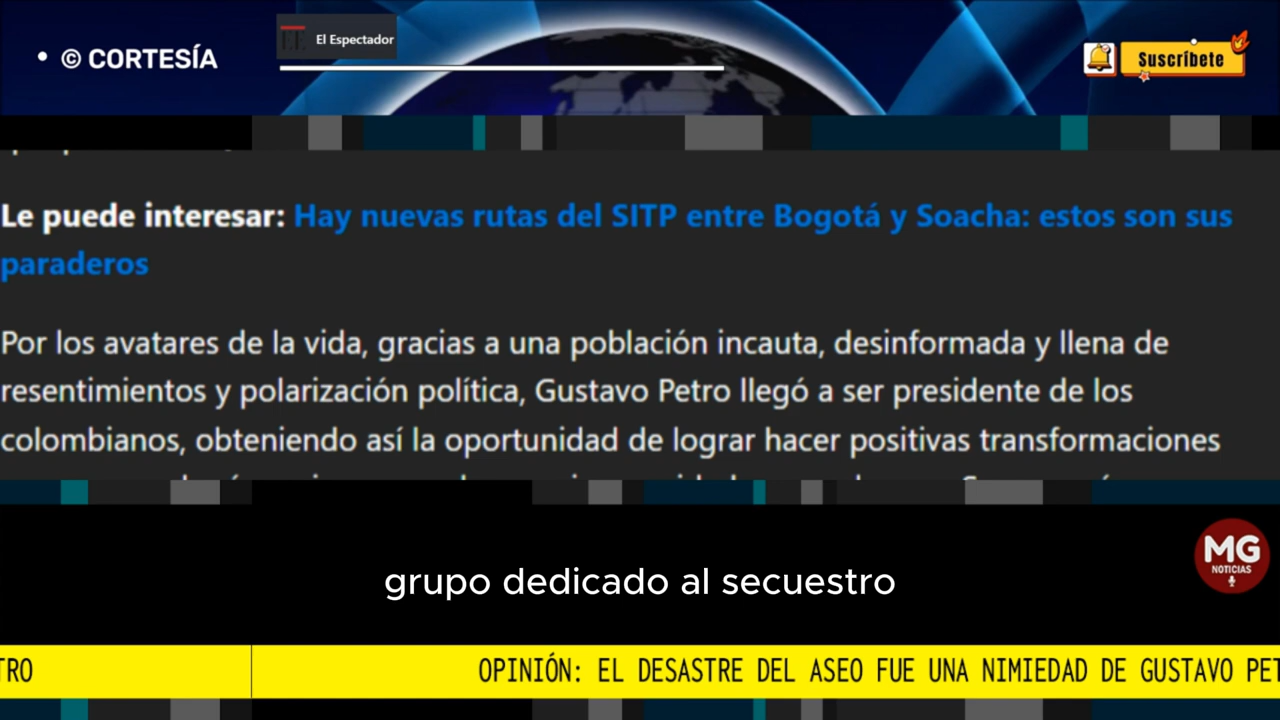 • © CORTESÍA
El Espectador
Suscríbete
Le puede interesar: Hay nuevas rutas del SITP entre Bogotá y Soacha: estos son sus
paraderos
Por los avatares de la vida, gracias a una población incauta, desinformada y llena de
resentimientos y polarización política, Gustavo Petro llegó a ser presidente de los
colombianos, obteniendo así la oportunidad de lograr hacer positivas transformaciones
MG
NOTICIAS
grupo dedicado al secuestro
TRO OPINIÓN: EL DESASTRE DEL ASEO FUE UNA NIMIEDAD DE GUSTAVO PET